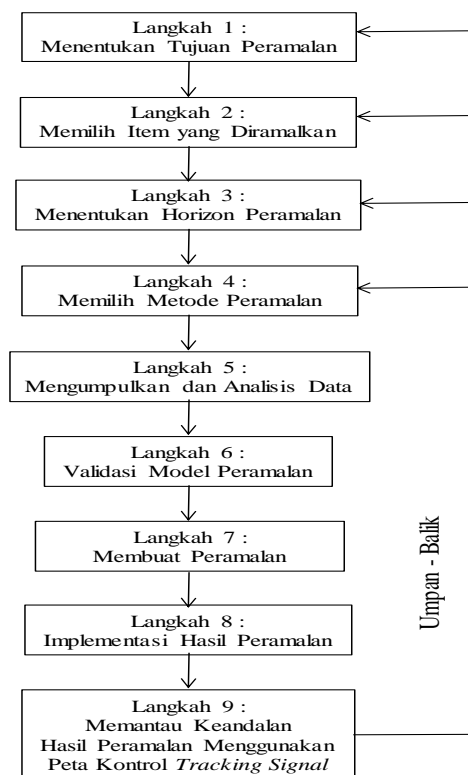 Langkah 1 :
Menentukan Tujuan Peramalan
Langkah 2 :
Memilih Item yang Diramalkan
Langkah 3 :
Menentukan Horizon Peramalan
Langkah 4 :
Memilih Metode Peramalan
Langkah 5 :
Mengumpulkan dan Analisis Data
Langkah 6 :
Validasi Model Peramalan
Langkah 7 :
Membuat Peramalan
Langkah 8 :
Implementasi Hasil Peramalan
Langkah 9 :
Memantau Keandalan
Hasil Peramalan Menggunakan
Peta Kontrol Tracking Signal
Umpan - Balik